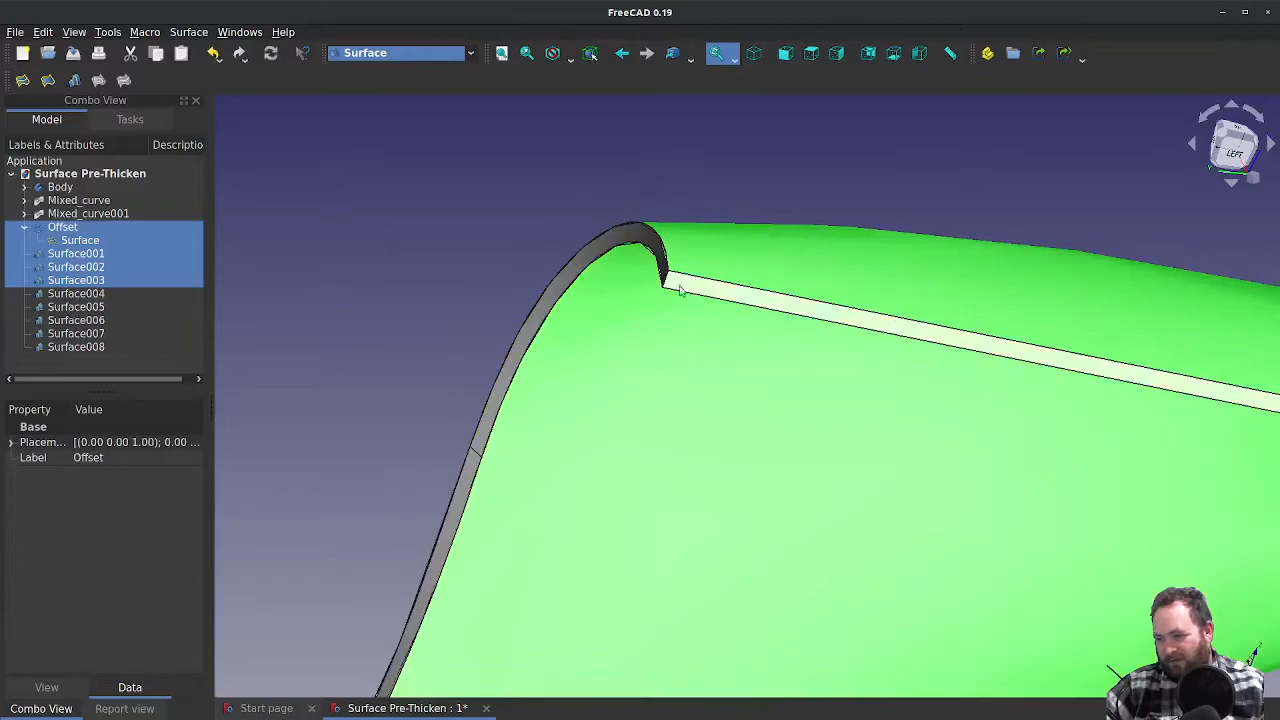 FreeCAD 0.19
File Edit View Tools Macro Surface Windows Help
Surface
Combo View
Model Tasks
Labels & Attributes Descriptio
Application
Surface Pre-Thicken
Body
Mixed_curve
Mixed_curve001
Offset
Surface
Surface001
Surface002
Surface003
Surface004
Surface005
Surface006
Surface007
Surface008
Property Value
Base
Placem... [(0.00 0.00 1.00); 0.00 ...
Label Offset
View Data
Combo View Report view
Start page Surface Pre-Thicken : 1*
LEFT